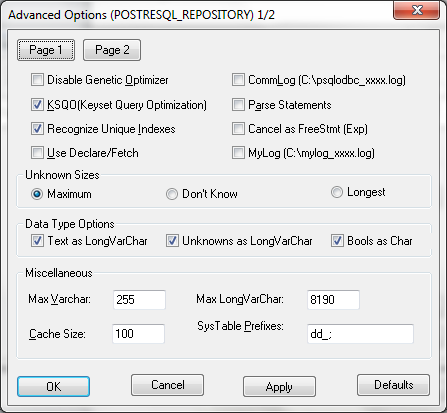 Advanced Options (POSTRESQL_REPOSITORY) 1/2
Page 1 Page 2
Disable Genetic Optimizer CommLog (C:\psqlodbc_xxxx.log)
KSQO(Keyset Query Optimization) Parse Statements
Recognize Unique Indexes Cancel as FreeStmt (Exp)
Use Declare/Fetch MyLog (C:\mylog_xxxx.log)
Unknown Sizes
Maximum Don't Know Longest
Data Type Options
Text as LongVarChar Unknowns as LongVarChar Bools as Char
Miscellaneous
Max Varchar: 255 Max LongVarChar: 8190
Cache Size: 100 SysTable Prefixes: dd_;
OK Cancel Apply Defaults